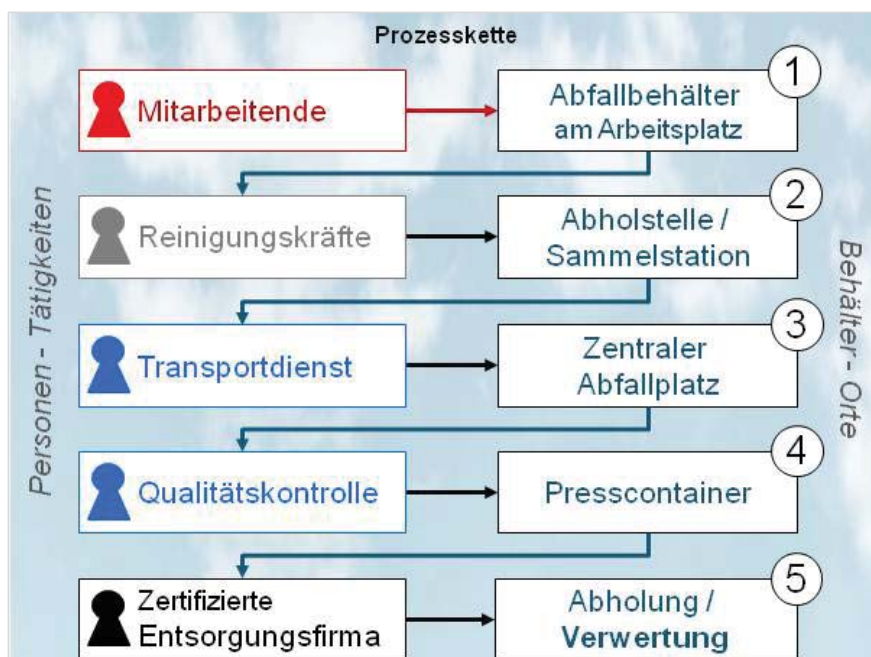 Prozesskette
Mitarbeitende
Abfallbehälter
am Arbeitsplatz
1
Reinigungskräfte
Abholstelle /
Sammelstation
2
Transportdienst
Zentraler
Abfallplatz
3
Qualitätskontrolle
Presscontainer
4
Zertifizierte
Entsorgungsfirma
Abholung /
Verwertung
5
Personen - Tätigkeiten
Behälter - Orte